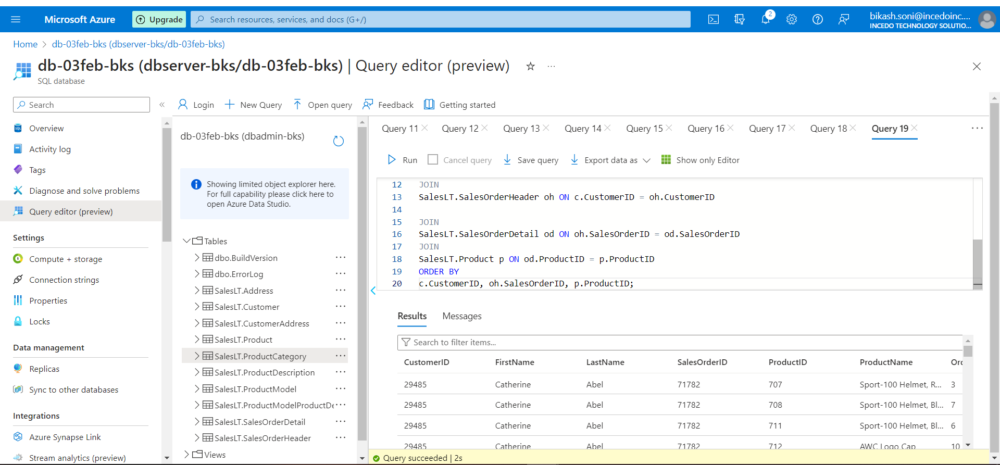 Microsoft Azure
Upgrade
Search resources, services, and docs (G+/)
2
bikash.soni@incedoinc....
INCEDO TECHNOLOGY SOLUTIO...
Home > db-03feb-bks (dbserver-bks/db-03feb-bks)
db-03feb-bks (dbserver-bks/db-03feb-bks) | Query editor (preview)
SQL database
Search
Login
New Query
Open query
Feedback
Getting started
Overview
Activity log
Tags
Diagnose and solve problems
Query editor (preview)
Settings
Compute + storage
Connection strings
Properties
Locks
Data management
Replicas
Sync to other databases
Integrations
Azure Synapse Link
Stream analytics (preview)
db-03feb-bks (dbadmin-bks)
Showing limited object explorer here.
For full capability please click here to
open Azure Data Studio.
Tables
dbo.BuildVersion
dbo.ErrorLog
SalesLT.Address
SalesLT.Customer
SalesLT.CustomerAddress
SalesLT.Product
SalesLT.ProductCategory
SalesLT.ProductDescription
SalesLT.ProductModel
SalesLT.ProductModelProductDe
SalesLT.SalesOrderDetail
SalesLT.SalesOrderHeader
Views
Query 11 Query 12 Query 13 Query 14 Query 15 Query 16 Query 17 Query 18 Query 19
Run Cancel query Save query Export data as Show only Editor
12 JOIN
13 SalesLT.SalesOrderHeader oh ON c.CustomerID = oh.CustomerID
14
15 JOIN
16 SalesLT.SalesOrderDetail od ON oh.SalesOrderID = od.SalesOrderID
17 JOIN
18 SalesLT.Product p ON od.ProductID = p.ProductID
19 ORDER BY
20 c.CustomerID, oh.SalesOrderID, p.ProductID;
Results Messages
Search to filter items...
CustomerID FirstName LastName SalesOrderID ProductID ProductName Orc
29485 Catherine Abel 71782 707 Sport-100 Helmet, R... 3
29485 Catherine Abel 71782 708 Sport-100 Helmet, Bl... 7
29485 Catherine Abel 71782 711 Sport-100 Helmet, Bl... 6
29485 Catherine Abel 71782 712 AWC Logo Cap 10
Query succeeded | 2s